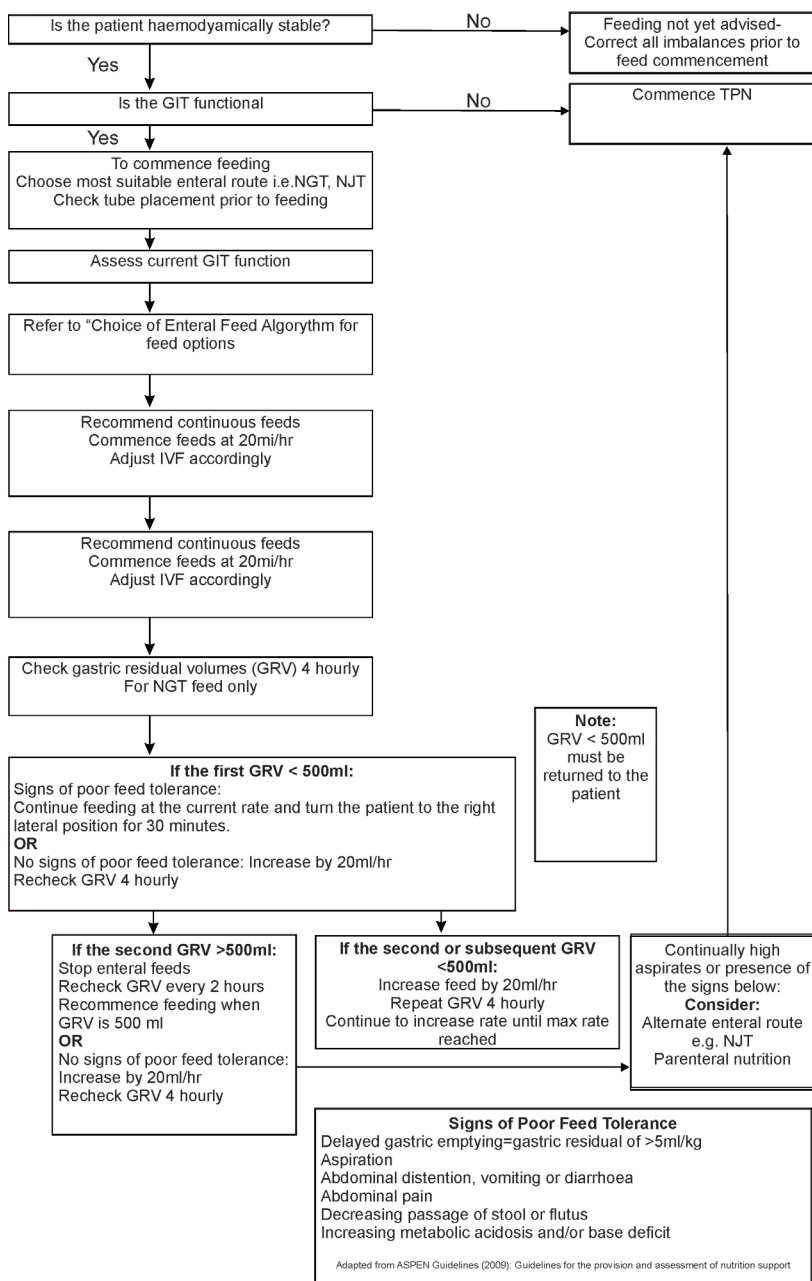 Is the patient haemodyamically stable?
No
Feeding not yet advised-
Correct all imbalances prior to
feed commencement
Yes
Is the GIT functional
No
Commence TPN
Yes
To commence feeding
Choose most suitable enteral route i.e.NGT, NJT
Check tube placement prior to feeding
Assess current GIT function
Refer to “Choice of Enteral Feed Algorythm for
feed options
Recommend continuous feeds
Commence feeds at 20mi/hr
Adjust IVF accordingly
Recommend continuous feeds
Commence feeds at 20mi/hr
Adjust IVF accordingly
Check gastric residual volumes (GRV) 4 hourly
For NGT feed only
Note:
GRV < 500ml
must be
returned to the
patient
If the first GRV < 500ml:
Signs of poor feed tolerance:
Continue feeding at the current rate and turn the patient to the right
lateral position for 30 minutes.
OR
No signs of poor feed tolerance: Increase by 20ml/hr
Recheck GRV 4 hourly
If the second GRV >500ml:
Stop enteral feeds
Recheck GRV every 2 hours
Recommence feeding when
GRV is 500 ml
OR
No signs of poor feed tolerance:
Increase by 20ml/hr
Recheck GRV 4 hourly
If the second or subsequent GRV
<500ml:
Increase feed by 20ml/hr
Repeat GRV 4 hourly
Continue to increase rate until max rate
reached
Continually high
aspirates or presence of
the signs below:
Consider:
Alternate enteral route
e.g. NJT
Parenteral nutrition
Signs of Poor Feed Tolerance
Delayed gastric emptying=gastric residual of >5ml/kg
Aspiration
Abdominal distention, vomiting or diarrhoea
Abdominal pain
Decreasing passage of stool or flutus
Increasing metabolic acidosis and/or base deficit
Adapted from ASPEN Guidelines (2009): Guidelines for the provision and assessment of nutrition support